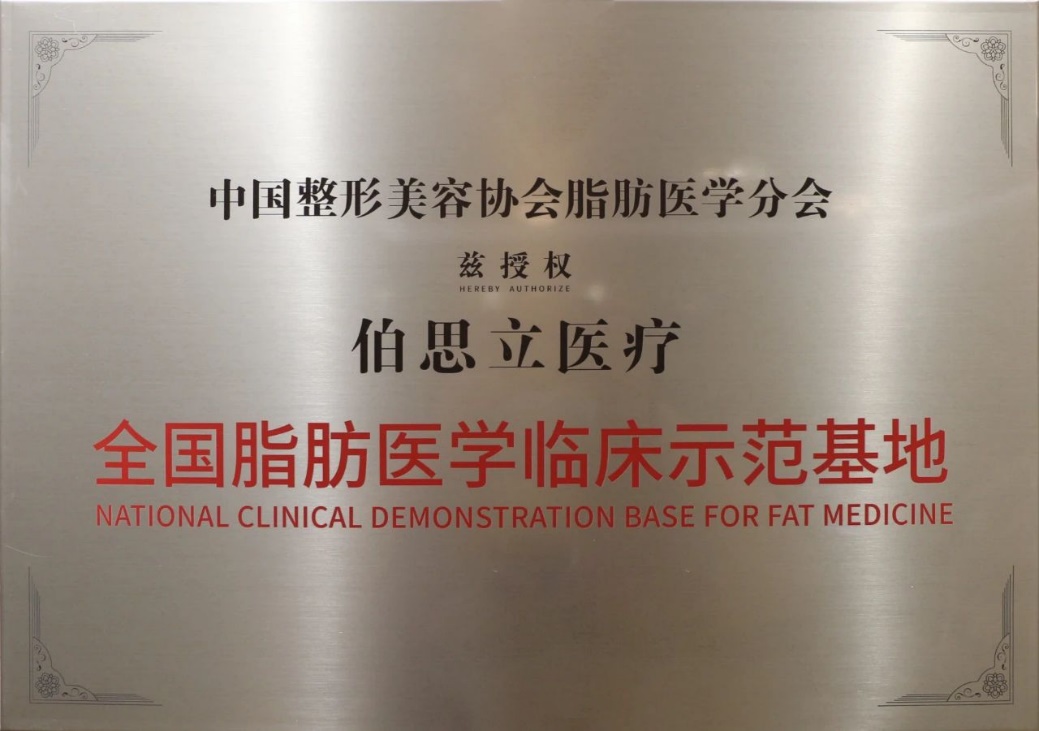 中国整形美容协会脂肪医学分会
兹授权
HEREBY AUTHORIZE
伯思立医疗
全国脂肪医学临床示范基地
NATIONAL CLINICAL DEMONSTRATION BASE FOR FAT MEDICINE